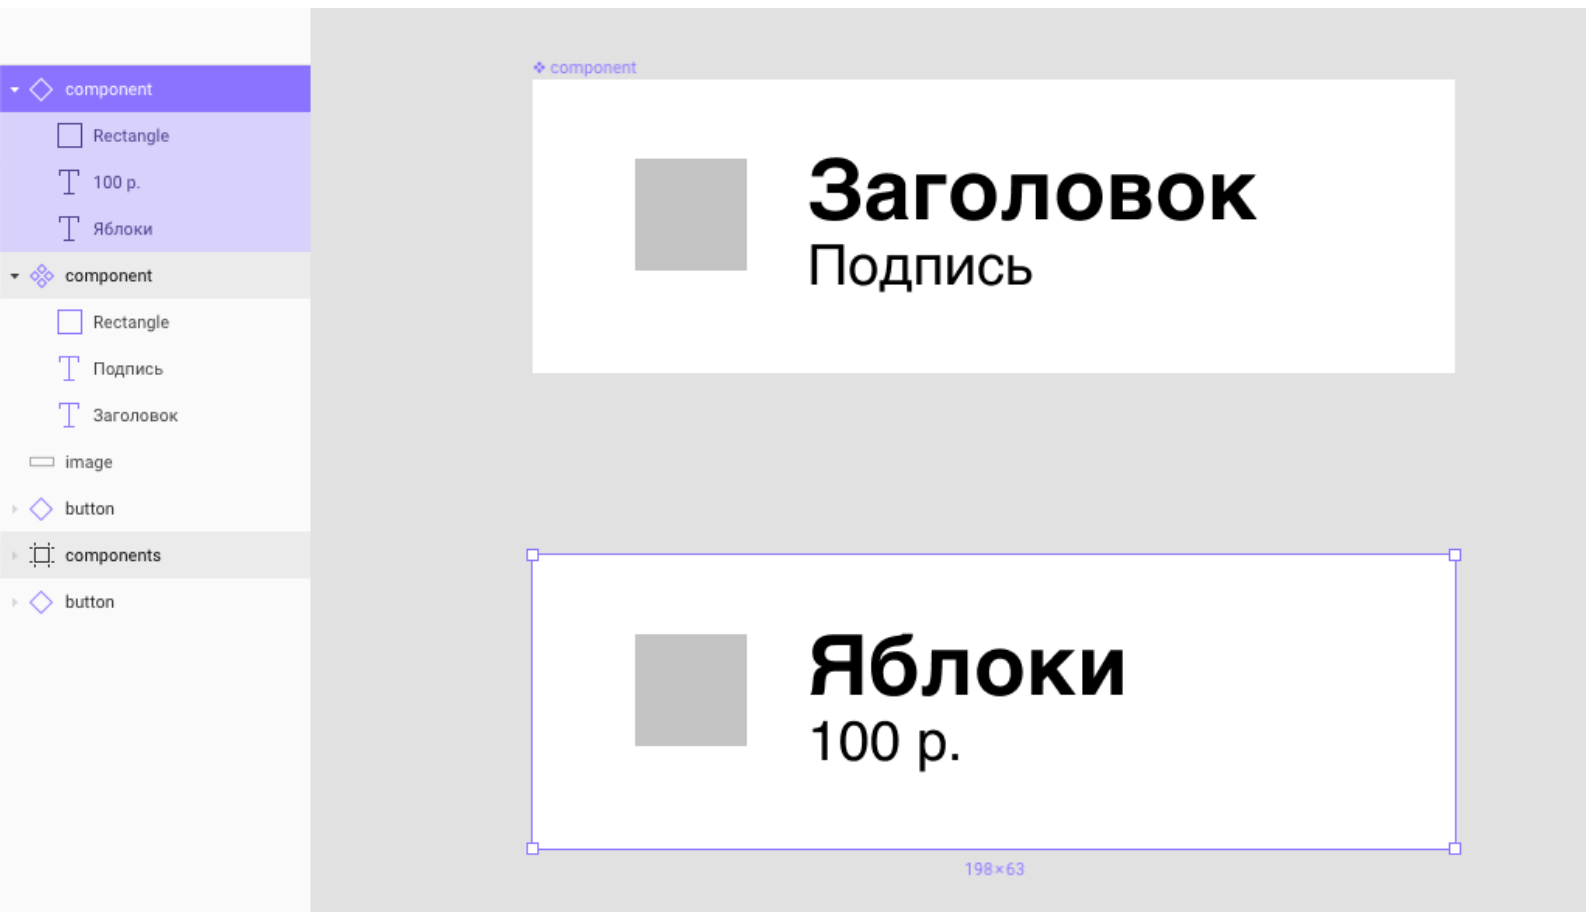 component
Rectangle
100 р.
Яблоки
component
Rectangle
Подпись
Заголовок
image
button
components
button
component
Заголовок
Подпись
Яблоки
100 р.
198×63